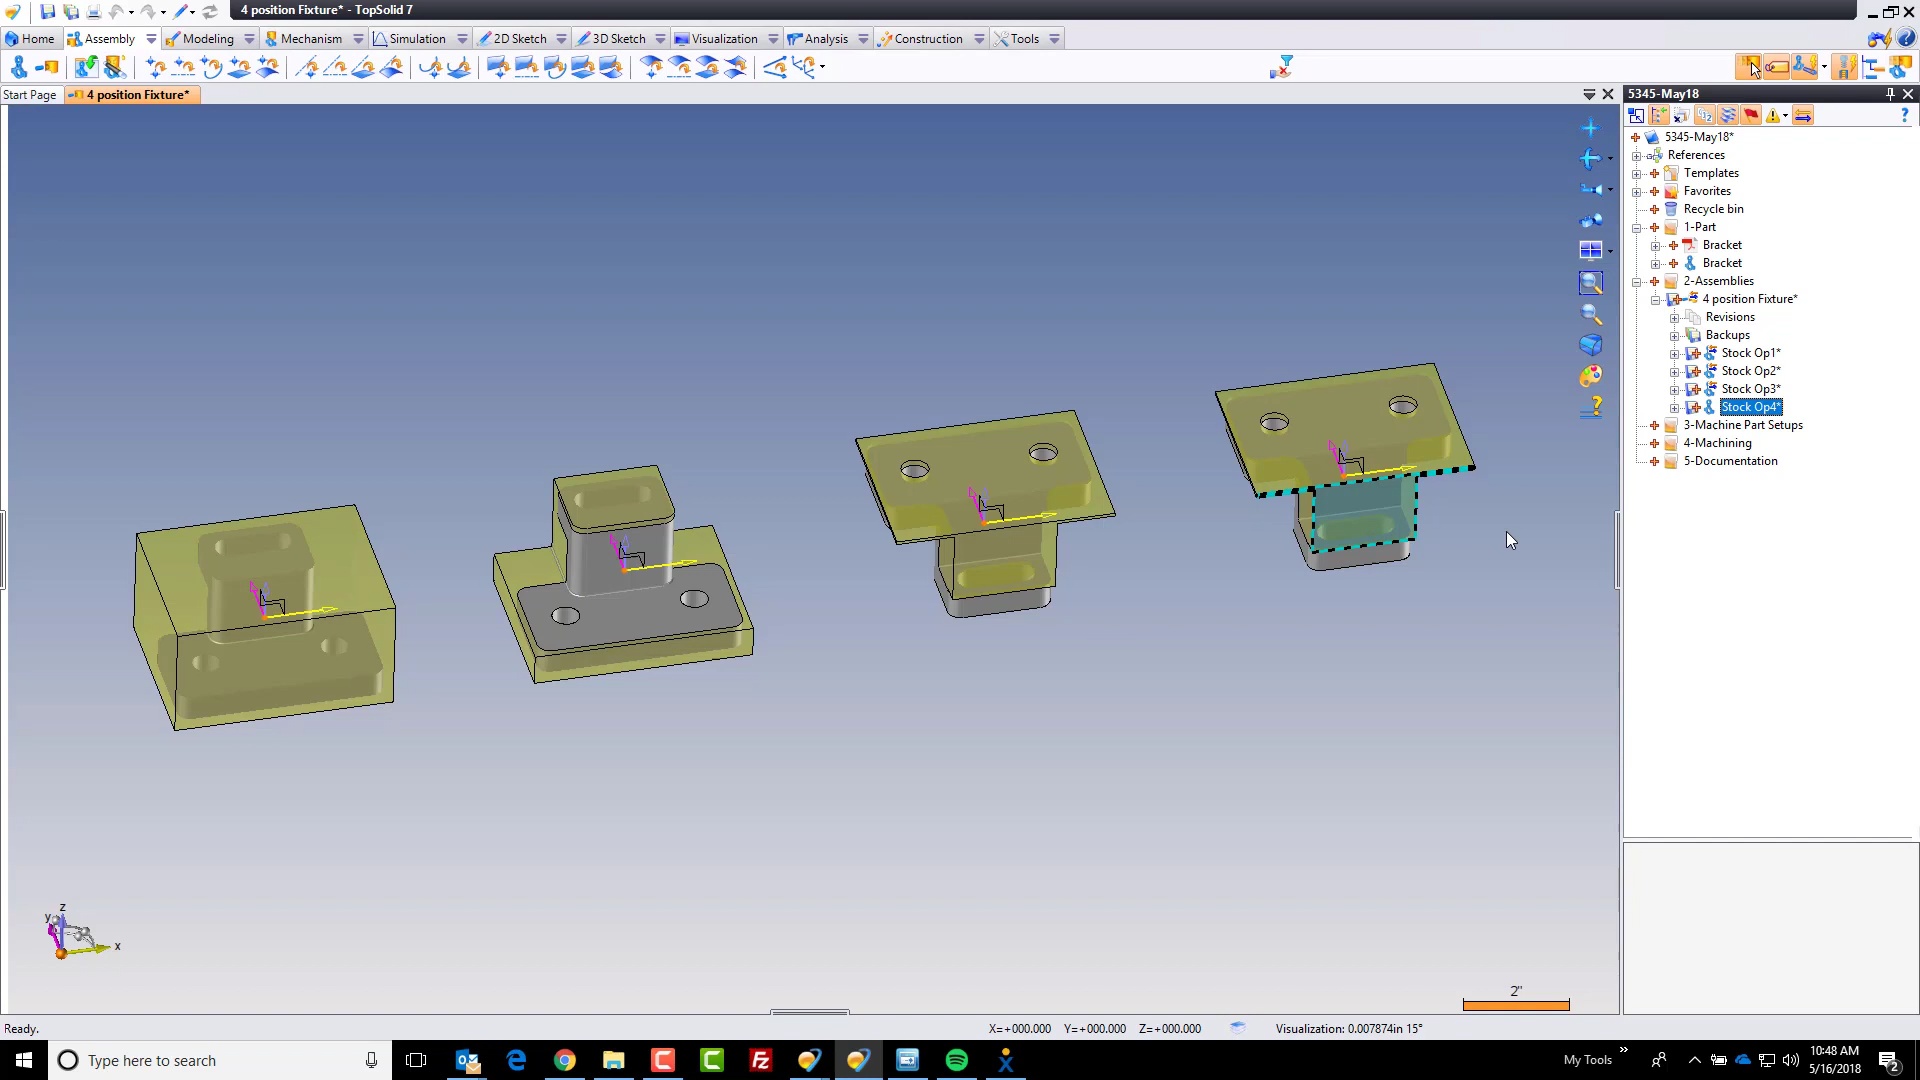 4 position Fixture* - TopSolid 7
Home Assembly Modeling Mechanism Simulation 2D Sketch 3D Sketch Visualization Analysis Construction Tools
Start Page 4 position Fixture*
5345-May18
5345-May18*
References
Templates
Favorites
Recycle bin
1-Part
Bracket
Bracket
2-Assemblies
4 position Fixture*
Revisions
Backups
Stock Op1*
Stock Op2*
Stock Op3*
Stock Op4*
3-Machine Part Setups
4-Machining
5-Documentation
z
y
x
2"
Ready.
X=+000.000 Y=+000.000 Z=+000.000 Visualization: 0.007874in 15°
Type here to search
My Tools
10:48 AM
5/16/2018
2